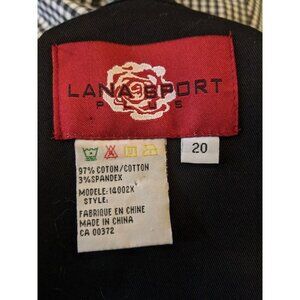 LANA SPORT
PLUS
20
97% COTON/COTTON
3% SPANDEX
MODELE: 14002X
STYLE:
FABRIQUE EN CHINE
MADE IN CHINA
CA 00372